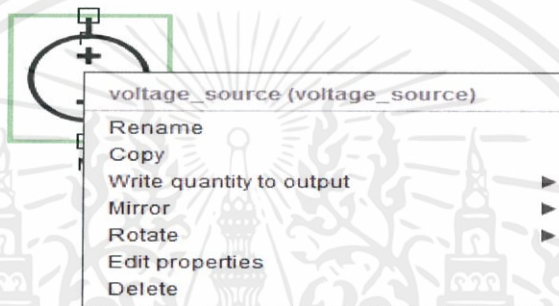 voltage_source (voltage_source)
Rename
Copy
Write quantity to output
Mirror
Rotate
Edit properties
Delete